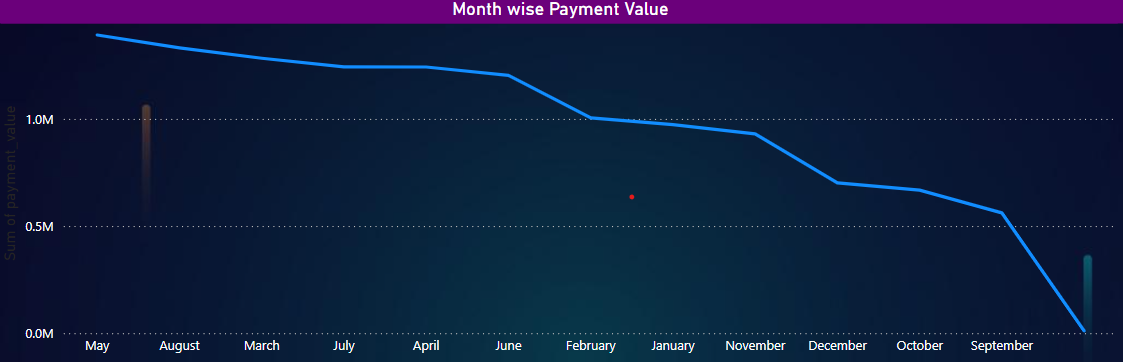 Month wise Payment Value
Sum of payment_value
1.0M
0.5M
0.0M
May August March July April June February January November December October September